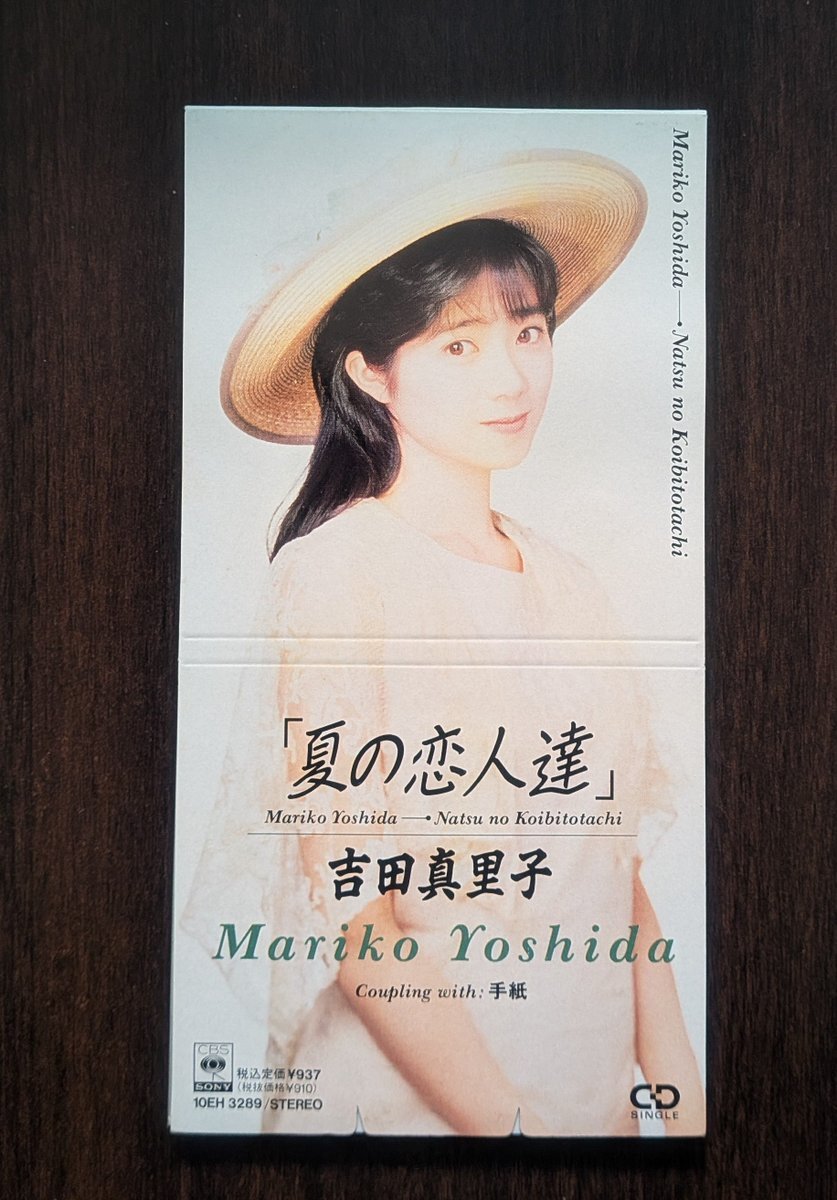 Mariko Yoshida—•Natsu no Koibitotachi
「夏の恋人達」
Mariko Yoshida—•Natsu no Koibitotachi
吉田真里子
Mariko Yoshida
Coupling with: 手紙
CBS
SONY
税込定価¥937
(税抜価格¥910)
10EH 3289/STEREO
CD
SINGLE